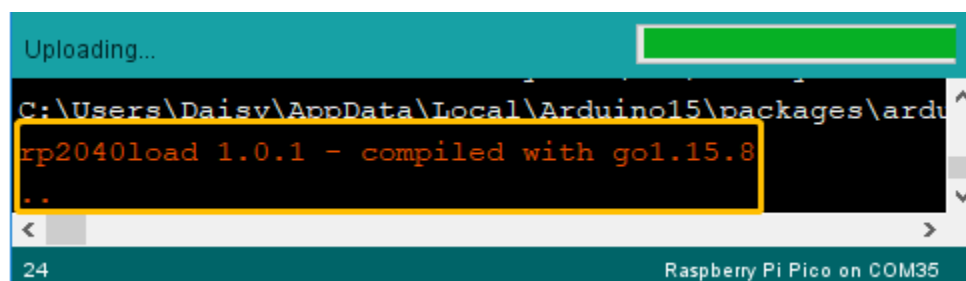 Uploading...
C:\Users\Daisy\AppData\Local\Arduino15\packages\ardu
rp2040load 1.0.1 - compiled with go1.15.8
..
24 Raspberry Pi Pico on COM35